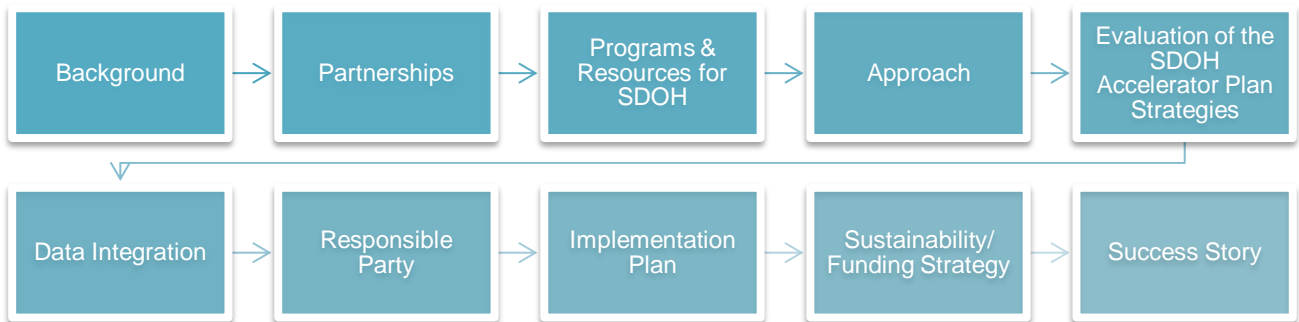 Background
Partnerships
Programs &
Resources for
SDOH
Approach
Evaluation of the
SDOH
Accelerator Plan
Strategies
Data Integration
Responsible
Party
Implementation
Plan
Sustainability/
Funding Strategy
Success Story